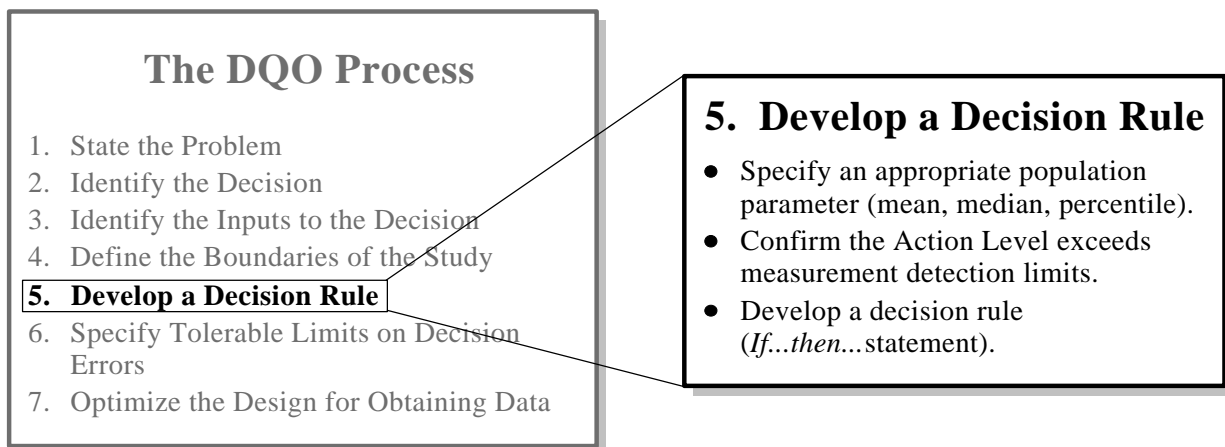 The DQO Process
1. State the Problem
2. Identify the Decision
3. Identify the Inputs to the Decision
4. Define the Boundaries of the Study
5. Develop a Decision Rule
6. Specify Tolerable Limits on Decision
Errors
7. Optimize the Design for Obtaining Data
5. Develop a Decision Rule
● Specify an appropriate population
parameter (mean, median, percentile).
● Confirm the Action Level exceeds
measurement detection limits.
● Develop a decision rule
(If...then...statement).